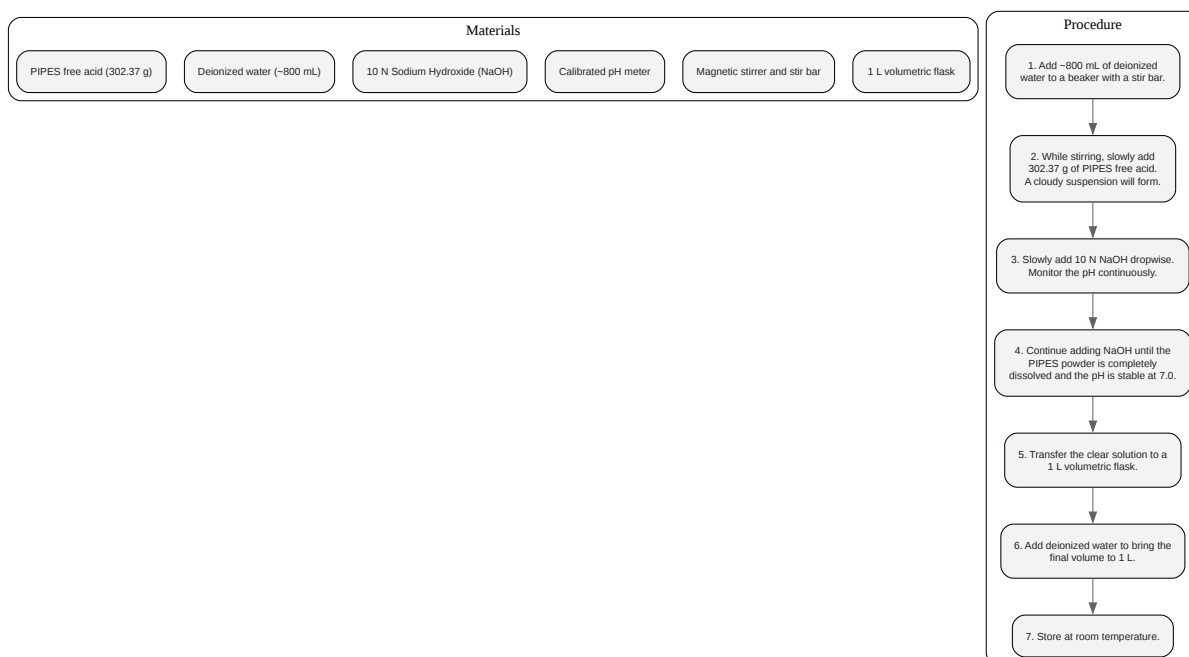 Materials
PIPES free acid (302.37 g)
Deionized water (~800 mL)
10 N Sodium Hydroxide (NaOH)
Calibrated pH meter
Magnetic stirrer and stir bar
1 L volumetric flask
Procedure
1. Add ~800 mL of deionized
water to a beaker with a stir bar.
2. While stirring, slowly add
302.37 g of PIPES free acid.
A cloudy suspension will form.
3. Slowly add 10 N NaOH dropwise.
Monitor the pH continuously.
4. Continue adding NaOH until the
PIPES powder is completely
dissolved and the pH is stable at 7.0.
5. Transfer the clear solution to a
1 L volumetric flask.
6. Add deionized water to bring the
final volume to 1 L.
7. Store at room temperature.